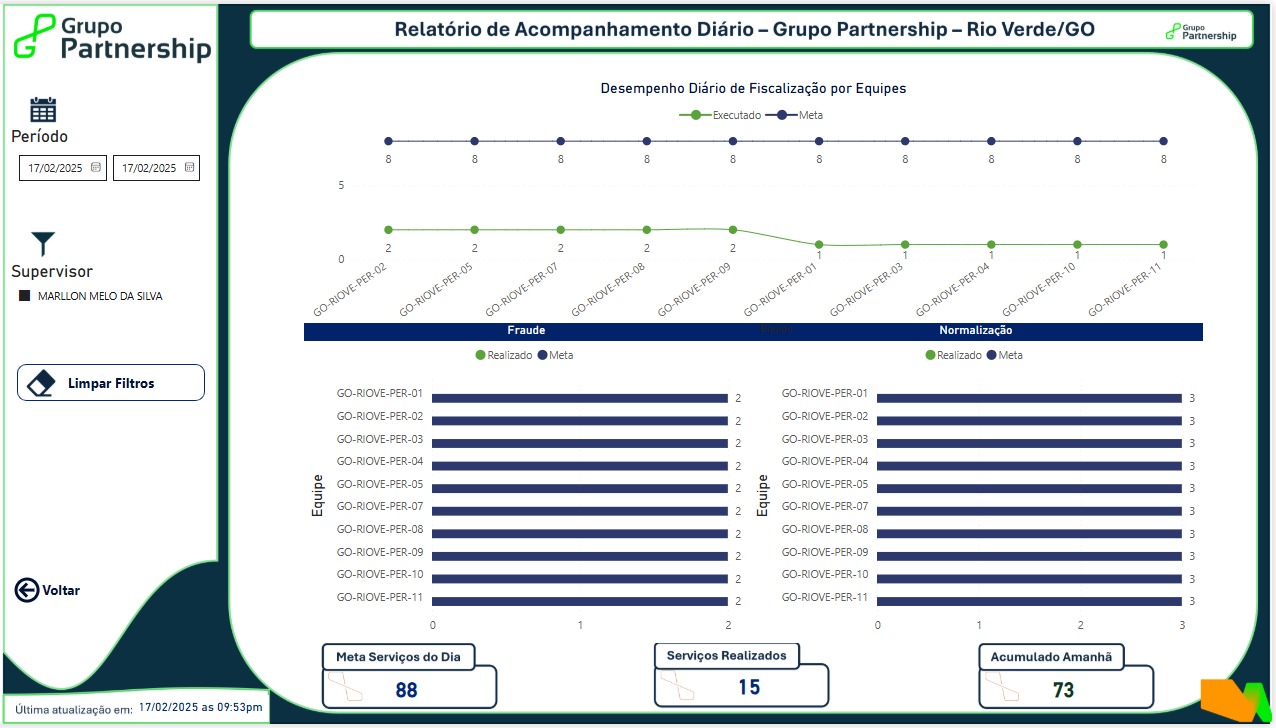 Grupo
Partnership
Relatório de Acompanhamento Diário – Grupo Partnership – Rio Verde/GO
Grupo
Partnership
Período
17/02/2025
17/02/2025
Supervisor
MARLLON MELO DA SILVA
Limpar Filtros
Voltar
Última atualização em: 17/02/2025 as 09:53pm
Desempenho Diário de Fiscalização por Equipes
Executado Meta
8 8 8 8 8 8 8 8 8 8
5
2 2 2 2 2 1 1 1 1 1
0
GO-RIOVE-PER-02 GO-RIOVE-PER-05 GO-RIOVE-PER-07 GO-RIOVE-PER-08 GO-RIOVE-PER-09 GO-RIOVE-PER-01 GO-RIOVE-PER-03 GO-RIOVE-PER-04 GO-RIOVE-PER-10 GO-RIOVE-PER-11
Fraude
Realizado Meta
Equipe
GO-RIOVE-PER-01 2
GO-RIOVE-PER-02 2
GO-RIOVE-PER-03 2
GO-RIOVE-PER-04 2
GO-RIOVE-PER-05 2
GO-RIOVE-PER-07 2
GO-RIOVE-PER-08 2
GO-RIOVE-PER-09 2
GO-RIOVE-PER-10 2
GO-RIOVE-PER-11 2
0 1 2
Normalização
Realizado Meta
Equipe
GO-RIOVE-PER-01 3
GO-RIOVE-PER-02 3
GO-RIOVE-PER-03 3
GO-RIOVE-PER-04 3
GO-RIOVE-PER-05 3
GO-RIOVE-PER-07 3
GO-RIOVE-PER-08 3
GO-RIOVE-PER-09 3
GO-RIOVE-PER-10 3
GO-RIOVE-PER-11 3
0 1 2 3
Meta Serviços do Dia
88
Serviços Realizados
15
Acumulado Amanhã
73